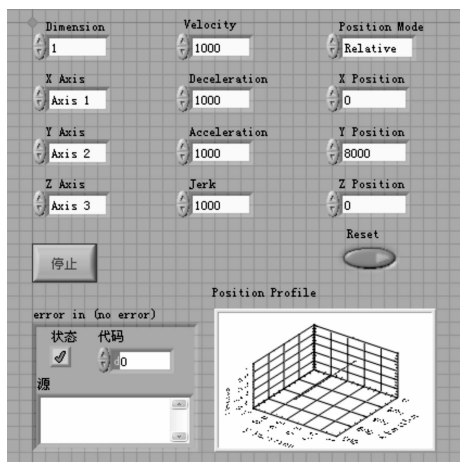 Dimension Velocity Position Mode
1 1000 Relative
X Axis Deceleration X Position
Axis 1 1000 0
Y Axis Acceleration Y Position
Axis 2 1000 8000
Z Axis Jerk Z Position
Axis 3 1000 0
Reset
停止
Position Profile
error in (no error)
状态 代码
0
源